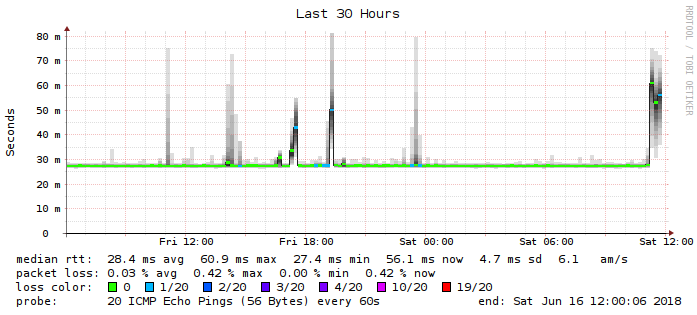 Last 30 Hours
RRDTOOL / TOBI OETIKER
Seconds
80 m
70 m
60 m
50 m
40 m
30 m
20 m
10 m
0
Fri 12:00 Fri 18:00 Sat 00:00 Sat 06:00 Sat 12:00
median rtt: 28.4 ms avg 60.9 ms max 27.4 ms min 56.1 ms now 4.7 ms sd 6.1 am/s
packet loss: 0.03 % avg 0.42 % max 0.00 % min 0.42 % now
loss color: 0 1/20 2/20 3/20 4/20 10/20 19/20
probe: 20 ICMP Echo Pings (56 Bytes) every 60s end: Sat Jun 16 12:00:06 2018